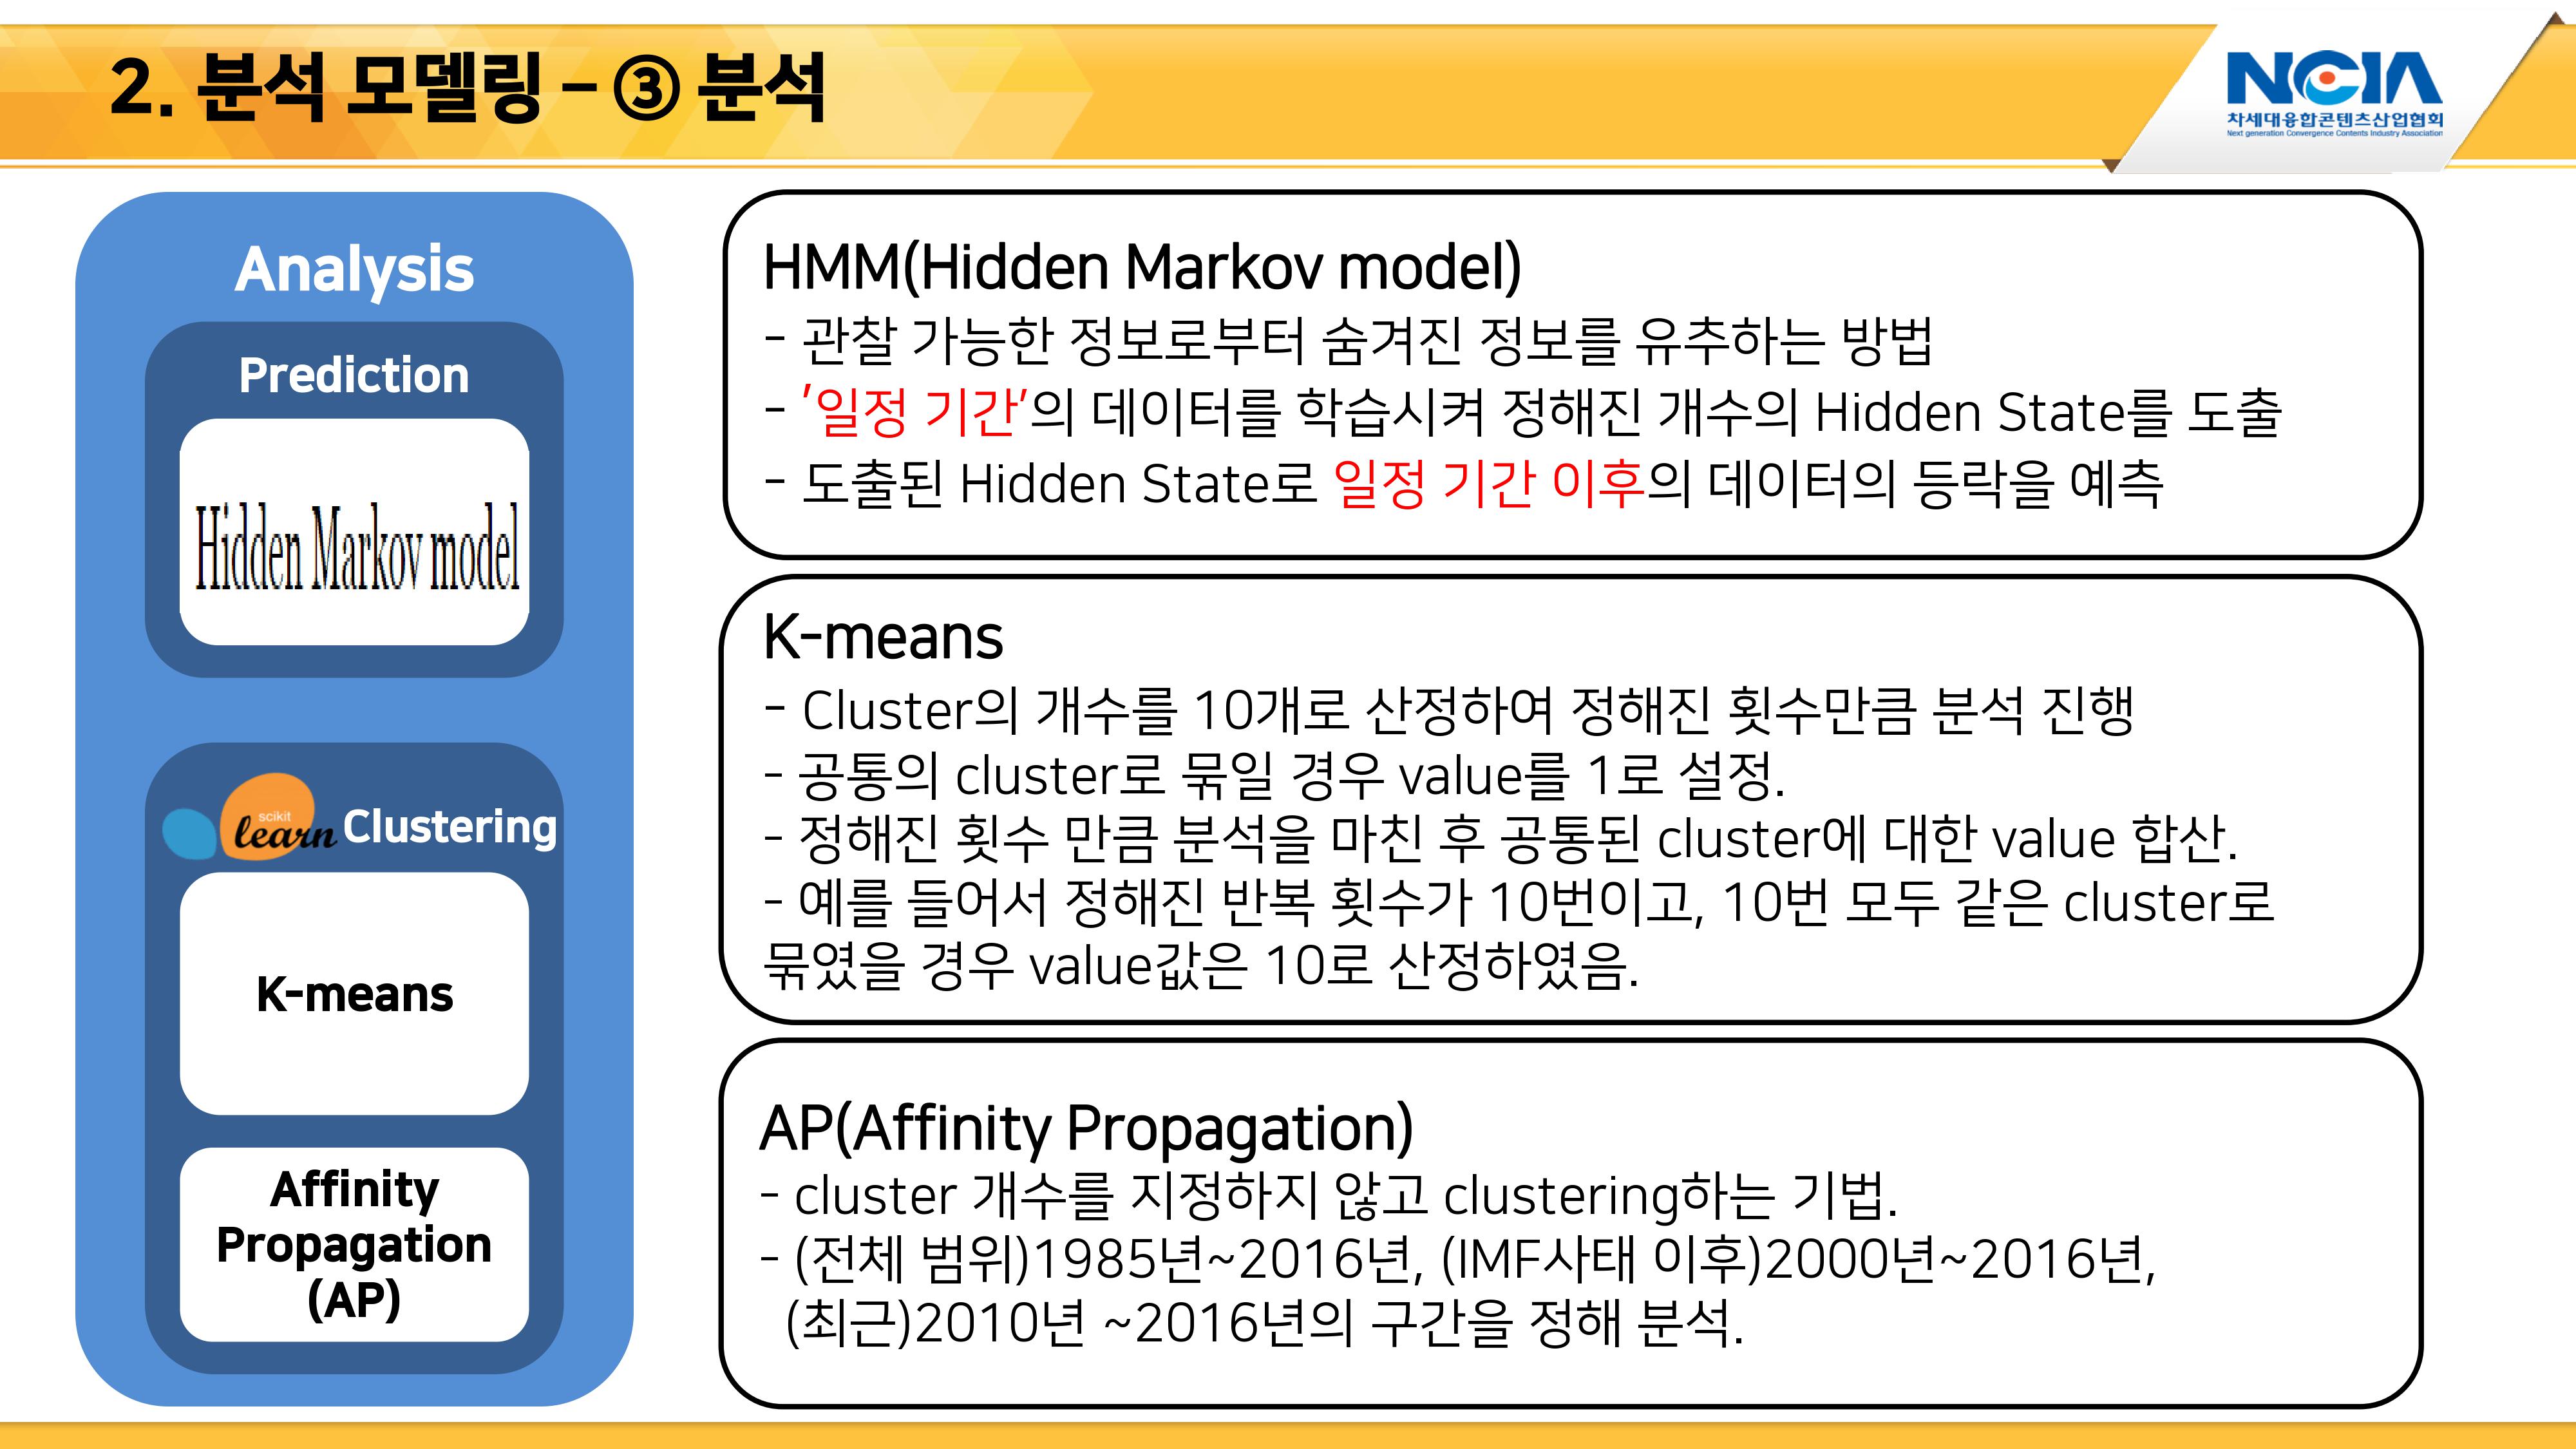 2. 분석 모델링 – ③ 분석
NCIA
차세대융합콘텐츠산업협회
Next generation Convergence Contents Industry Association
Analysis
Prediction
Hidden Markov model
scikit
learn
Clustering
K-means
Affinity
Propagation
(AP)
HMM(Hidden Markov model)
- 관찰 가능한 정보로부터 숨겨진 정보를 유추하는 방법
- '일정 기간'의 데이터를 학습시켜 정해진 개수의 Hidden State를 도출
- 도출된 Hidden State로 일정 기간 이후의 데이터의 등락을 예측
K-means
- Cluster의 개수를 10개로 산정하여 정해진 횟수만큼 분석 진행
- 공통의 cluster로 묶일 경우 value를 1로 설정.
- 정해진 횟수 만큼 분석을 마친 후 공통된 cluster에 대한 value 합산.
- 예를 들어서 정해진 반복 횟수가 10번이고, 10번 모두 같은 cluster로
묶였을 경우 value값은 10로 산정하였음.
AP(Affinity Propagation)
- cluster 개수를 지정하지 않고 clustering하는 기법.
- (전체 범위)1985년~2016년, (IMF사태 이후)2000년~2016년,
(최근)2010년 ~2016년의 구간을 정해 분석.